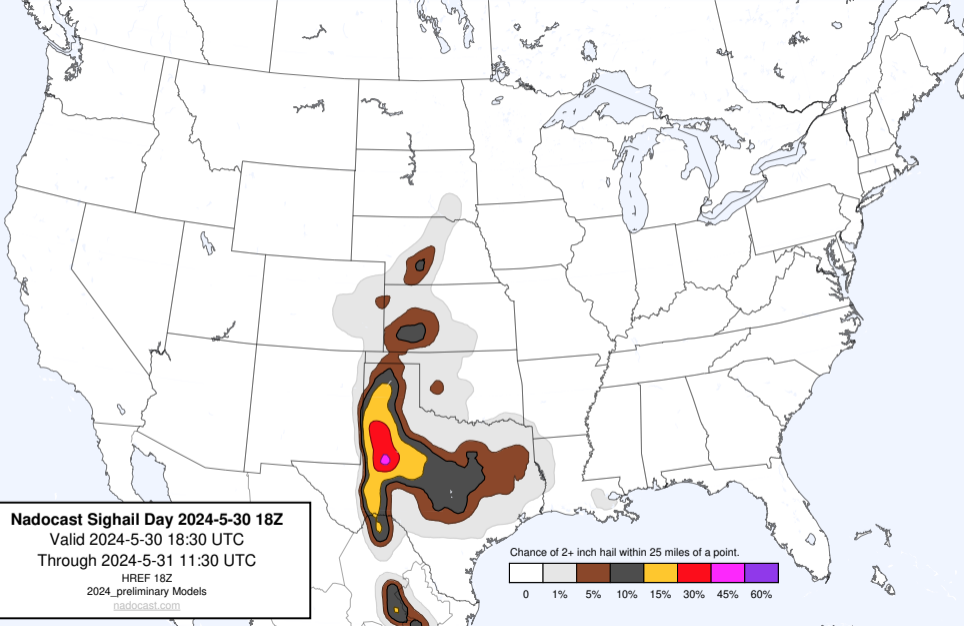 Nadocast Sighail Day 2024-5-30 18Z
Valid 2024-5-30 18:30 UTC
Through 2024-5-31 11:30 UTC
HREF 18Z
2024_preliminary Models
nadocast.com
Chance of 2+ inch hail within 25 miles of a point.
0 1% 5% 10% 15% 30% 45% 60%